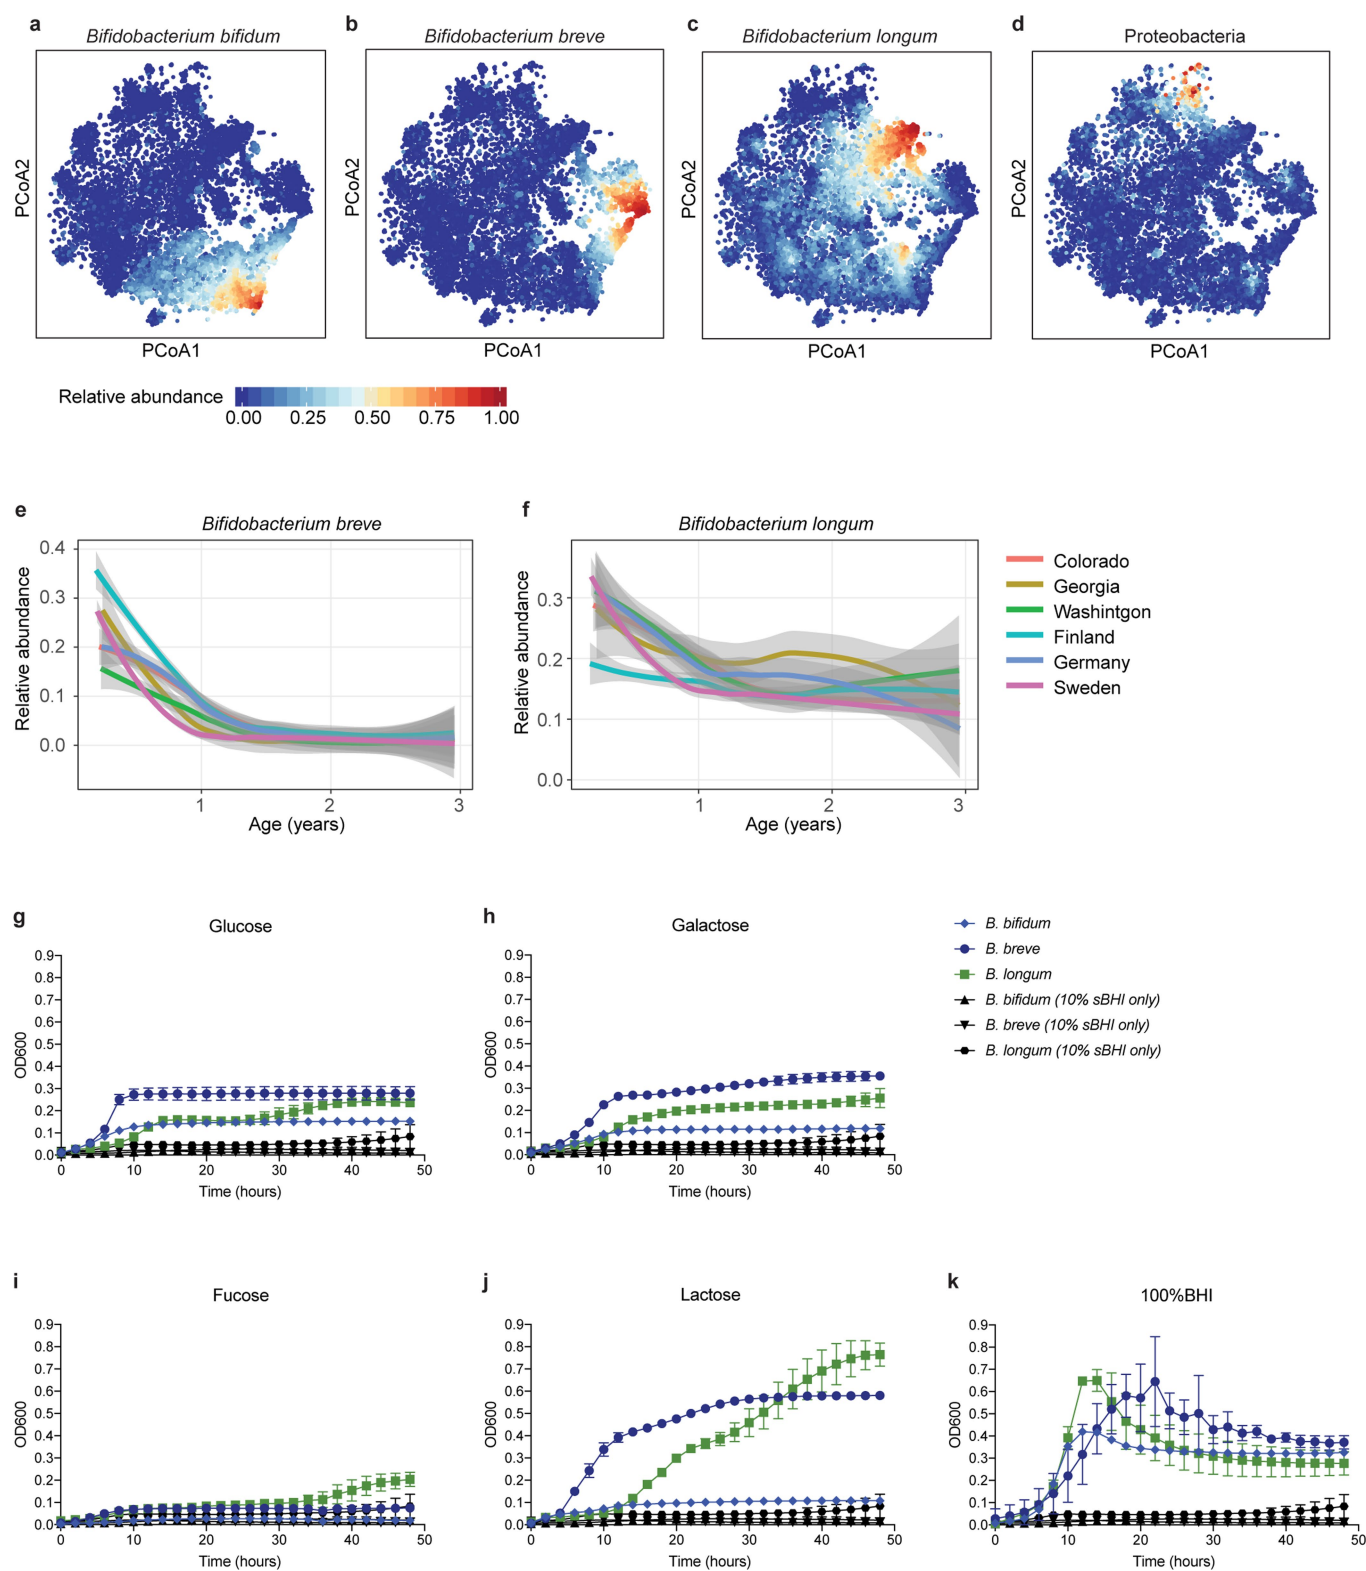 a b c d
Bifidobacterium bifidum Bifidobacterium breve Bifidobacterium longum Proteobacteria
PCoA2 PCoA2 PCoA2 PCoA2
PCoA1 PCoA1 PCoA1 PCoA1
Relative abundance
0.00 0.25 0.50 0.75 1.00
e
Bifidobacterium breve
Relative abundance
0.4
0.3
0.2
0.1
0.0
1 2 3
Age (years)
f
Bifidobacterium longum
Relative abundance
0.3
0.2
0.1
0.0
1 2 3
Age (years)
Colorado
Georgia
Washintgon
Finland
Germany
Sweden
g
Glucose
OD600
0.9
0.8
0.7
0.6
0.5
0.4
0.3
0.2
0.1
0.0
0 10 20 30 40 50
Time (hours)
h
Galactose
OD600
0.9
0.8
0.7
0.6
0.5
0.4
0.3
0.2
0.1
0.0
0 10 20 30 40 50
Time (hours)
B. bifidum
B. breve
B. longum
B. bifidum (10% sBHI only)
B. breve (10% sBHI only)
B. longum (10% sBHI only)
i
Fucose
OD600
0.9
0.8
0.7
0.6
0.5
0.4
0.3
0.2
0.1
0.0
0 10 20 30 40 50
Time (hours)
j
Lactose
OD600
0.9
0.8
0.7
0.6
0.5
0.4
0.3
0.2
0.1
0.0
0 10 20 30 40 50
Time (hours)
k
100%BHI
OD600
0.9
0.8
0.7
0.6
0.5
0.4
0.3
0.2
0.1
0.0
0 10 20 30 40 50
Time (hours)